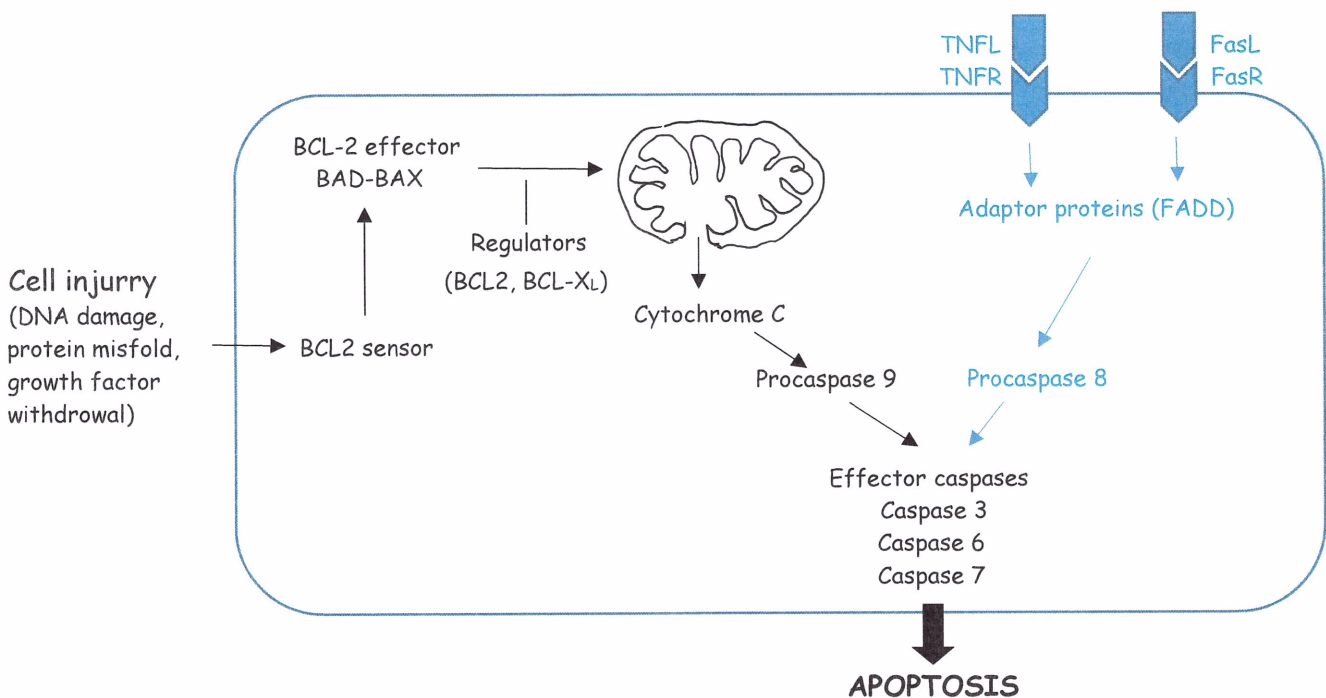 TNFL
TNFR
FasL
FasR
BCL-2 effector
BAD-BAX
Regulators
(BCL2, BCL-XL)
Adaptor proteins (FADD)
Cell injurry
(DNA damage,
protein misfold,
growth factor
withdrowal)
BCL2 sensor
Cytochrome C
Procaspase 9
Procaspase 8
Effector caspases
Caspase 3
Caspase 6
Caspase 7
APOPTOSIS